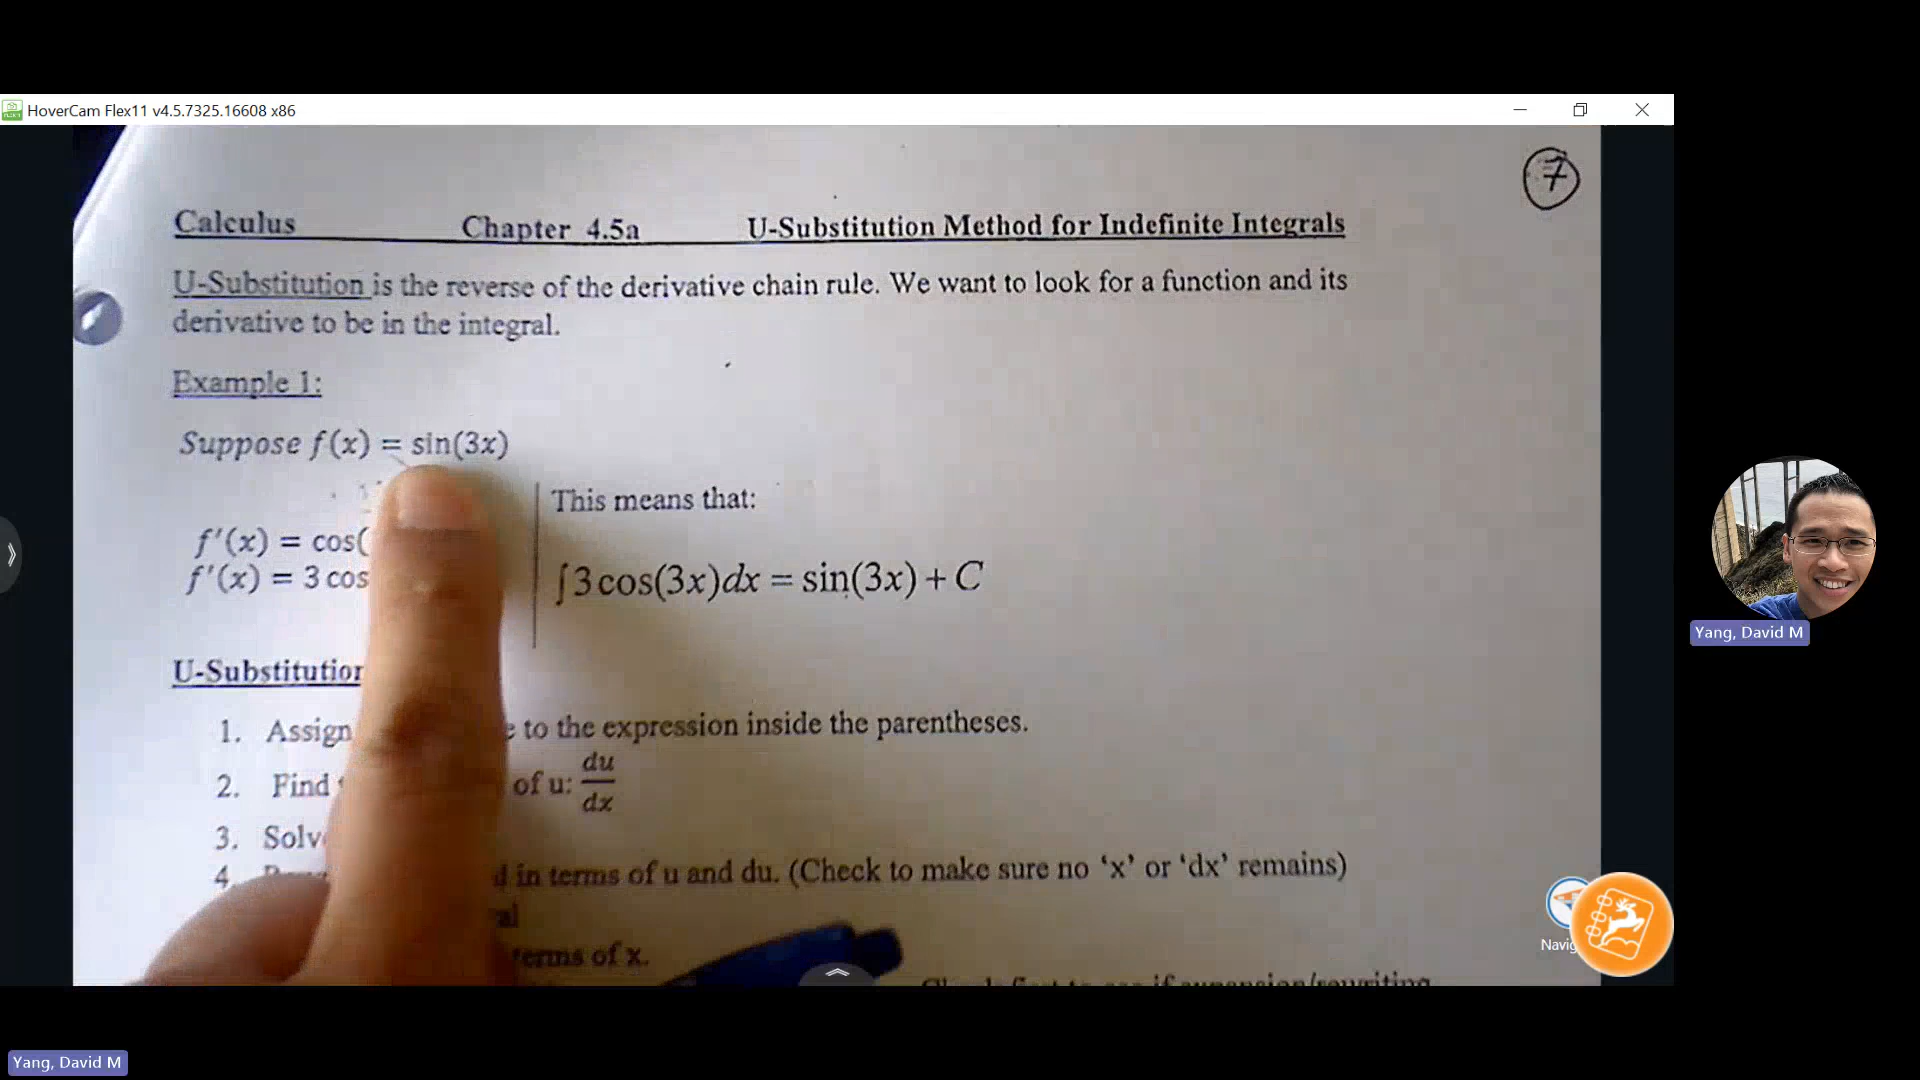 HoverCam Flex11 v4.5.7325.16608 x86
7
Calculus Chapter 4.5a U-Substitution Method for Indefinite Integrals
U-Substitution is the reverse of the derivative chain rule. We want to look for a function and its
derivative to be in the integral.
Example 1:
Suppose f(x) = sin(3x)
This means that:
f'(x) = cos(
f'(x) = 3 cos
∫3 cos(3x)dx = sin(3x) + C
U-Substitution
1. Assign to the expression inside the parentheses.
2. Find of u: du/dx
3. Solv
4. in terms of u and du. (Check to make sure no 'x' or 'dx' remains)
terms of x.
Navig
Yang, David M
Yang, David M